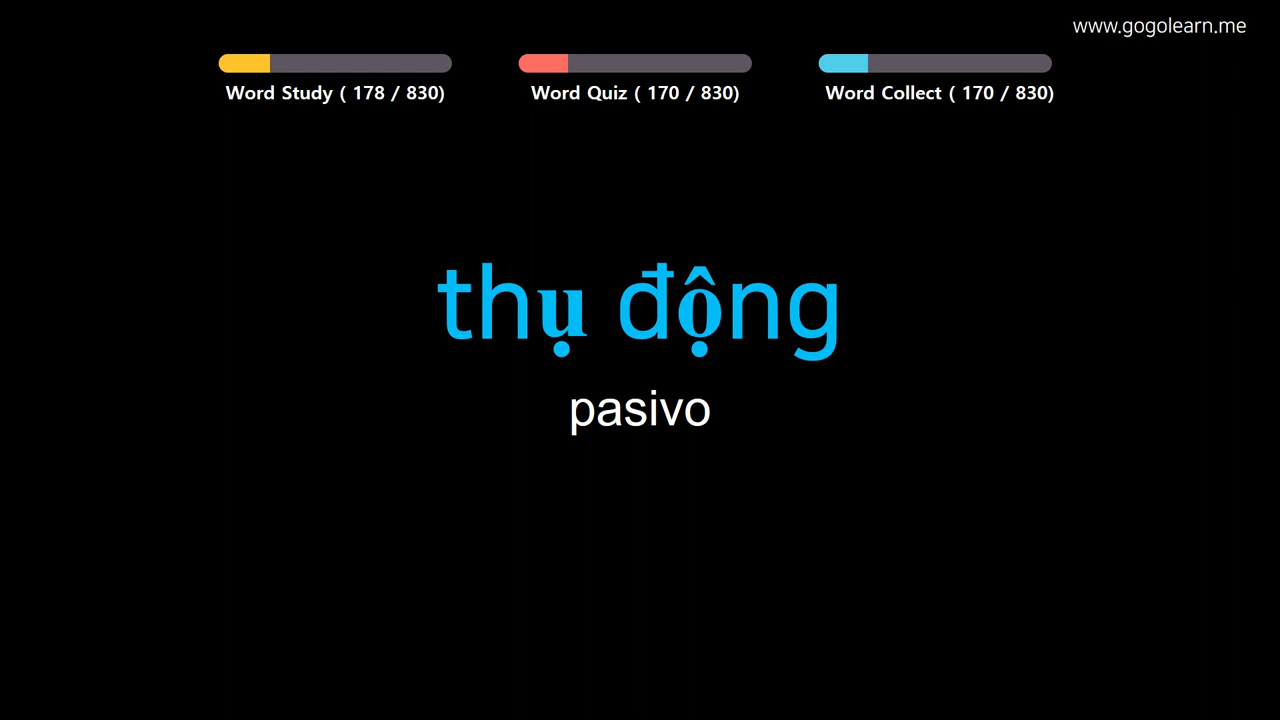 www.gogolearn.me
Word Study ( 178 / 830)
Word Quiz ( 170 / 830)
Word Collect ( 170 / 830)
thụ động
pasivo